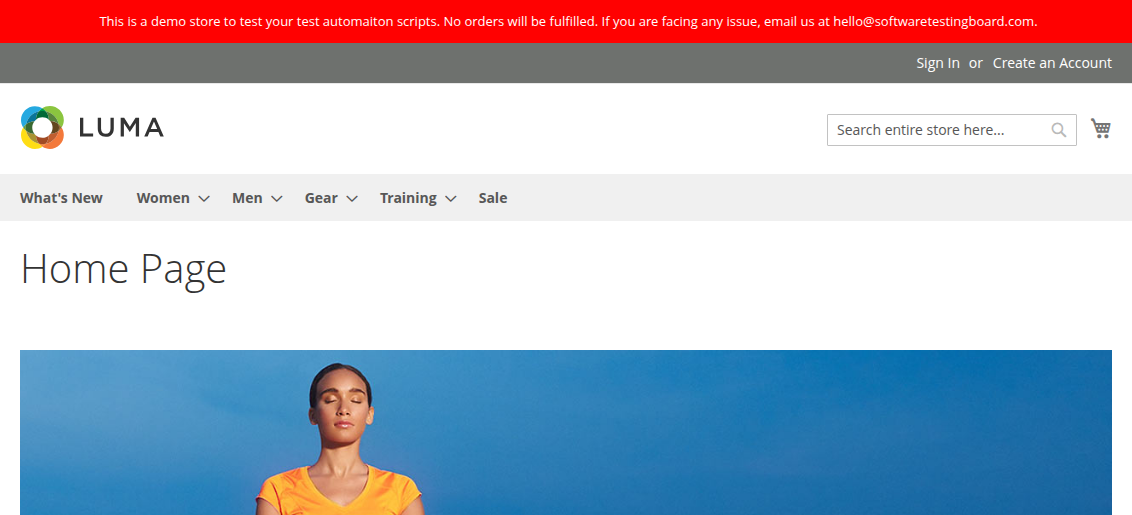 This is a demo store to test your test automaiton scripts. No orders will be fulfilled. If you are facing any issue, email us at hello@softwaretestingboard.com.
Sign In or Create an Account
LUMA
Search entire store here...
What's New Women Men Gear Training Sale
Home Page